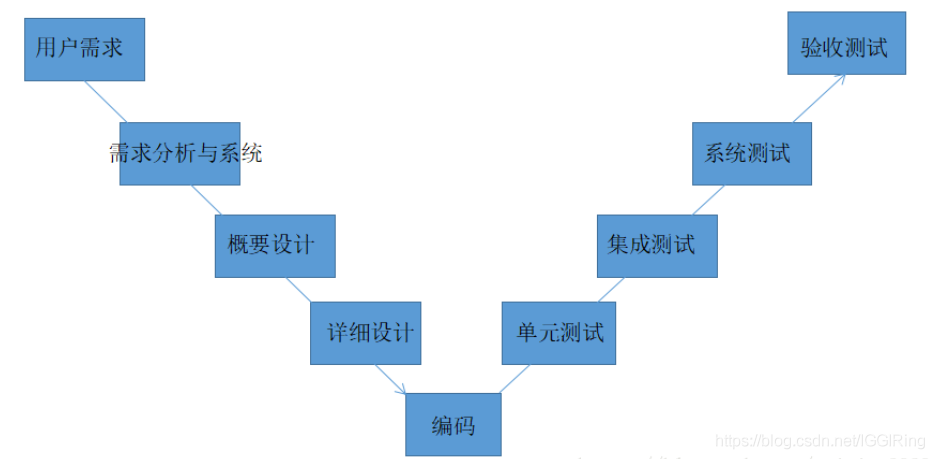 用户需求
验收测试
需求分析与系统
系统测试
概要设计
集成测试
详细设计
单元测试
编码
https://blog.csdn.net/IGGIRing